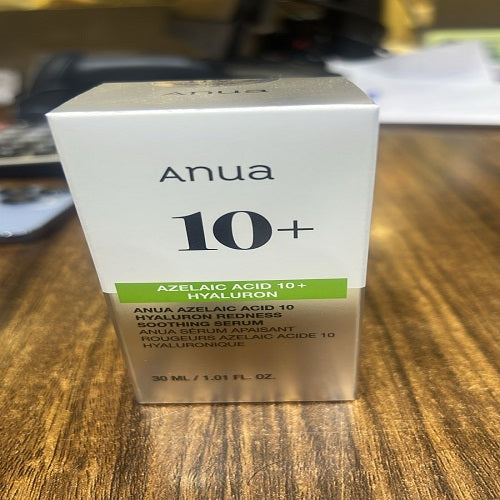 Anua
Anua
10+
AZELAIC ACID 10+
HYALURON
ANUA AZELAIC ACID 10
HYALURON REDNESS
SOOTHING SERUM
ANUA SÉRUM APAISANT
ROUGEURS AZELAIC ACIDE 10
HYALURONIQUE
30 ML / 1.01 FL. OZ.